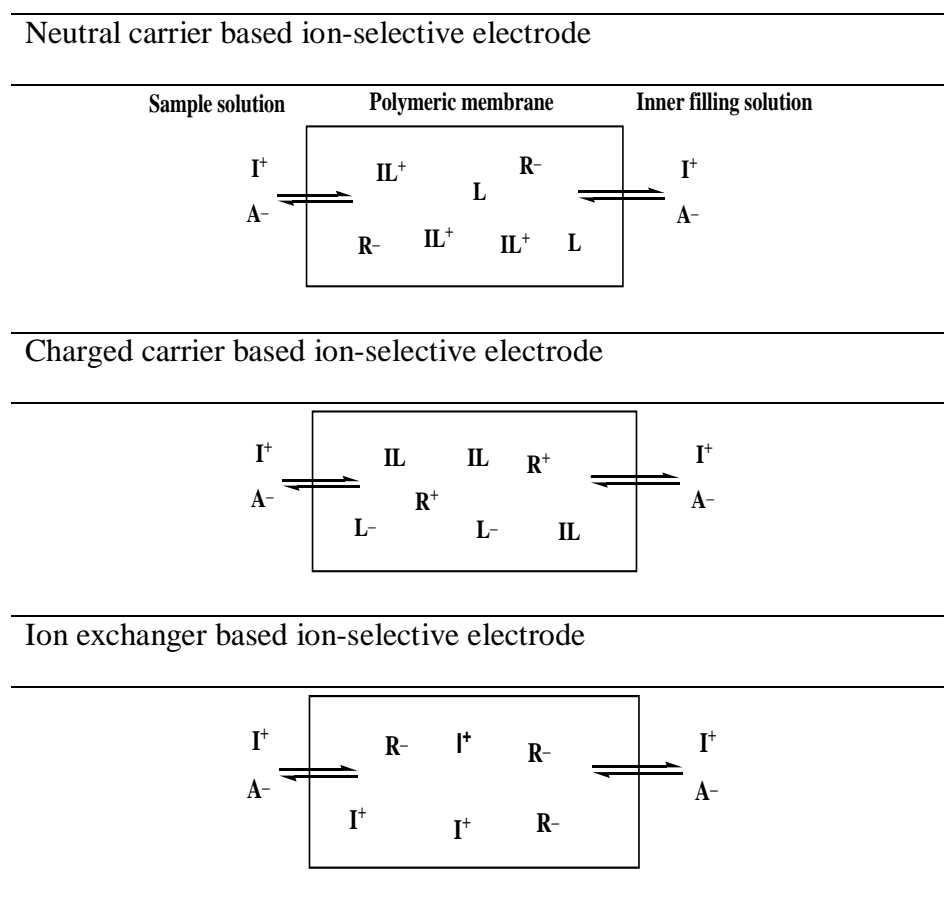 Neutral carrier based ion-selective electrode
Sample solution Polymeric membrane Inner filling solution
I⁺ IL⁺ R⁻ I⁺
L
A⁻ A⁻
R⁻ IL⁺ IL⁺ L
Charged carrier based ion-selective electrode
I⁺ IL IL R⁺ I⁺
A⁻ R⁺ A⁻
L⁻ L⁻ IL
Ion exchanger based ion-selective electrode
I⁺ R⁻ I⁺ R⁻ I⁺
A⁻ A⁻
I⁺ I⁺ R⁻